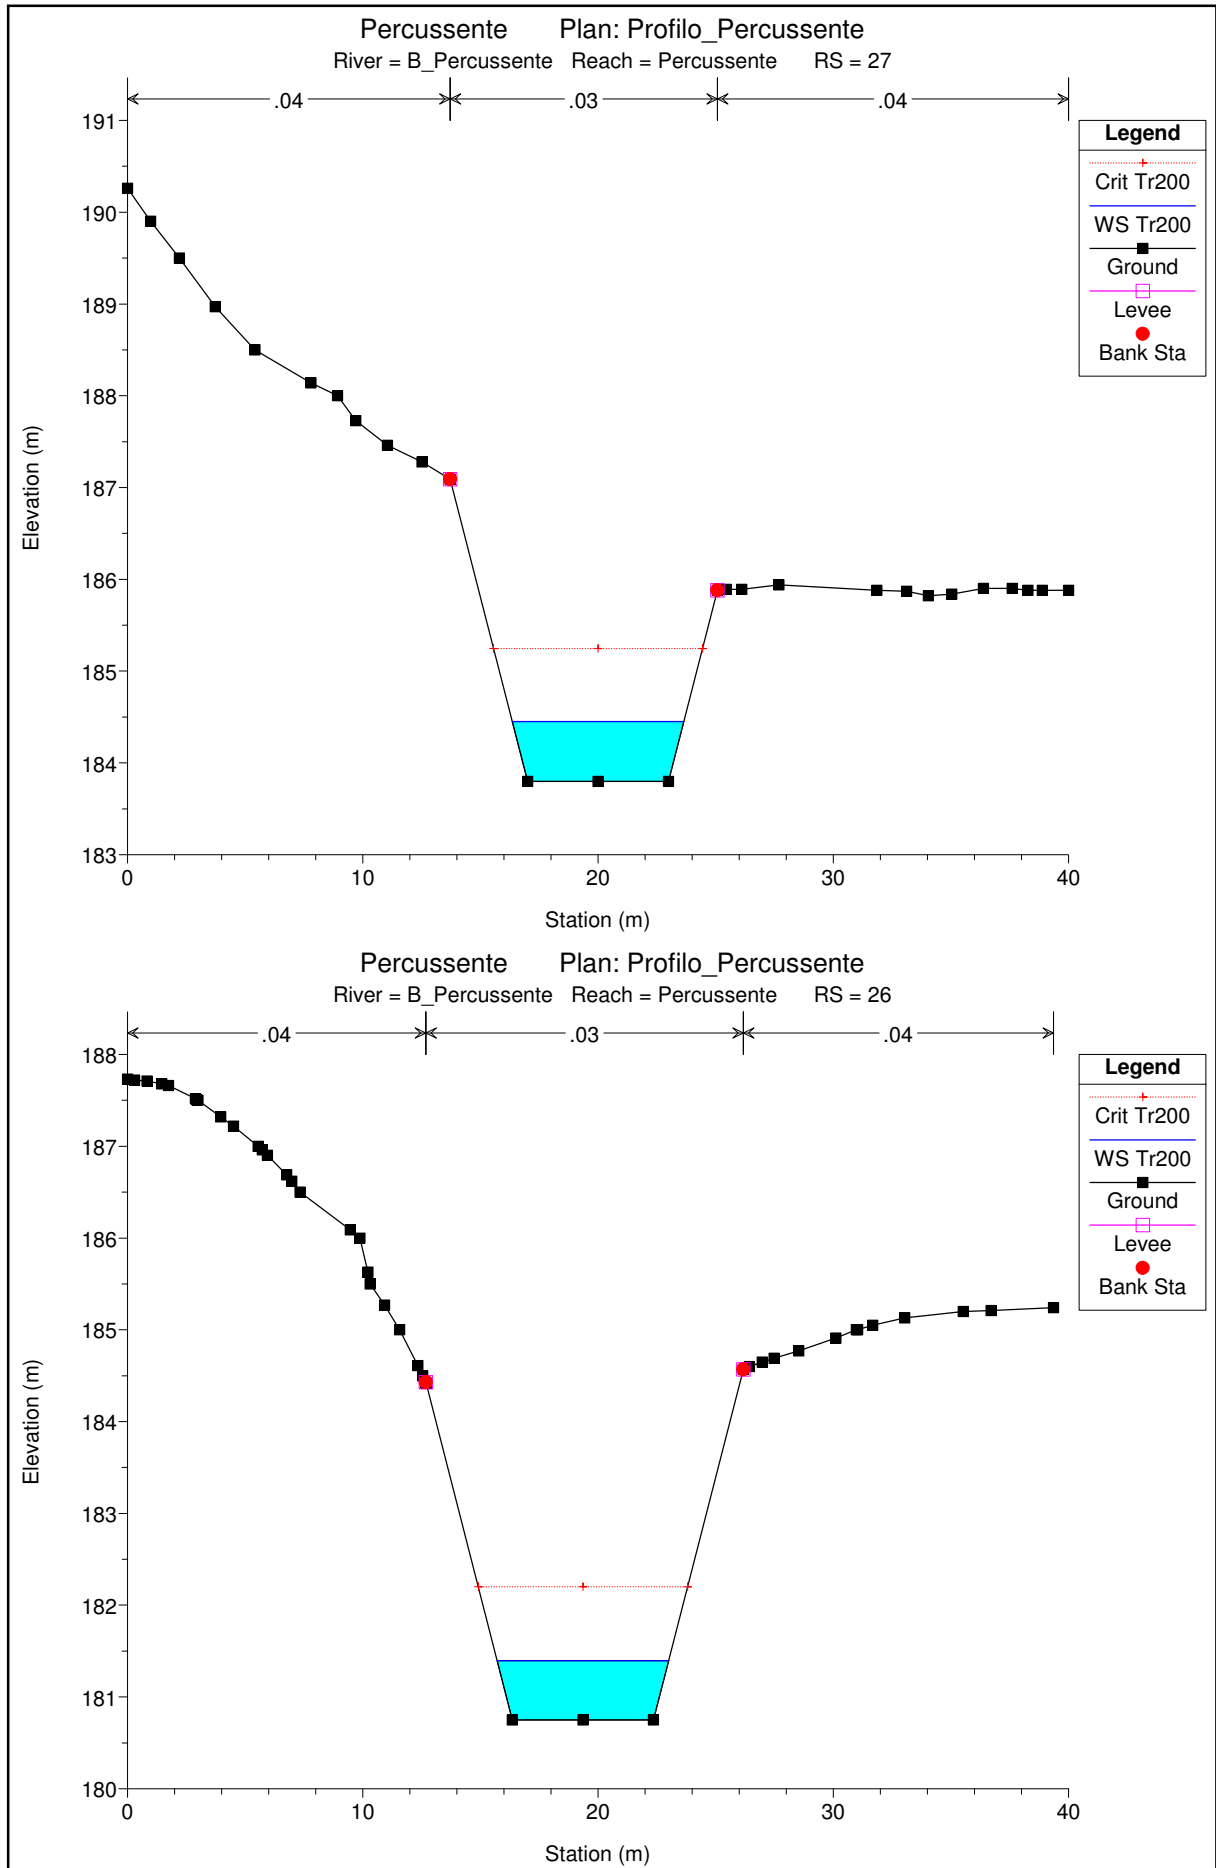 Percussente Plan: Profilo_Percussente
River = B_Percussente Reach = Percussente RS = 27
.04 .03 .04
191
190
189
188
187
186
185
184
183
Elevation (m)
0 10 20 30 40
Station (m)
Legend
Crit Tr200
WS Tr200
Ground
Levee
Bank Sta
Percussente Plan: Profilo_Percussente
River = B_Percussente Reach = Percussente RS = 26
.04 .03 .04
188
187
186
185
184
183
182
181
180
Elevation (m)
0 10 20 30 40
Station (m)
Legend
Crit Tr200
WS Tr200
Ground
Levee
Bank Sta